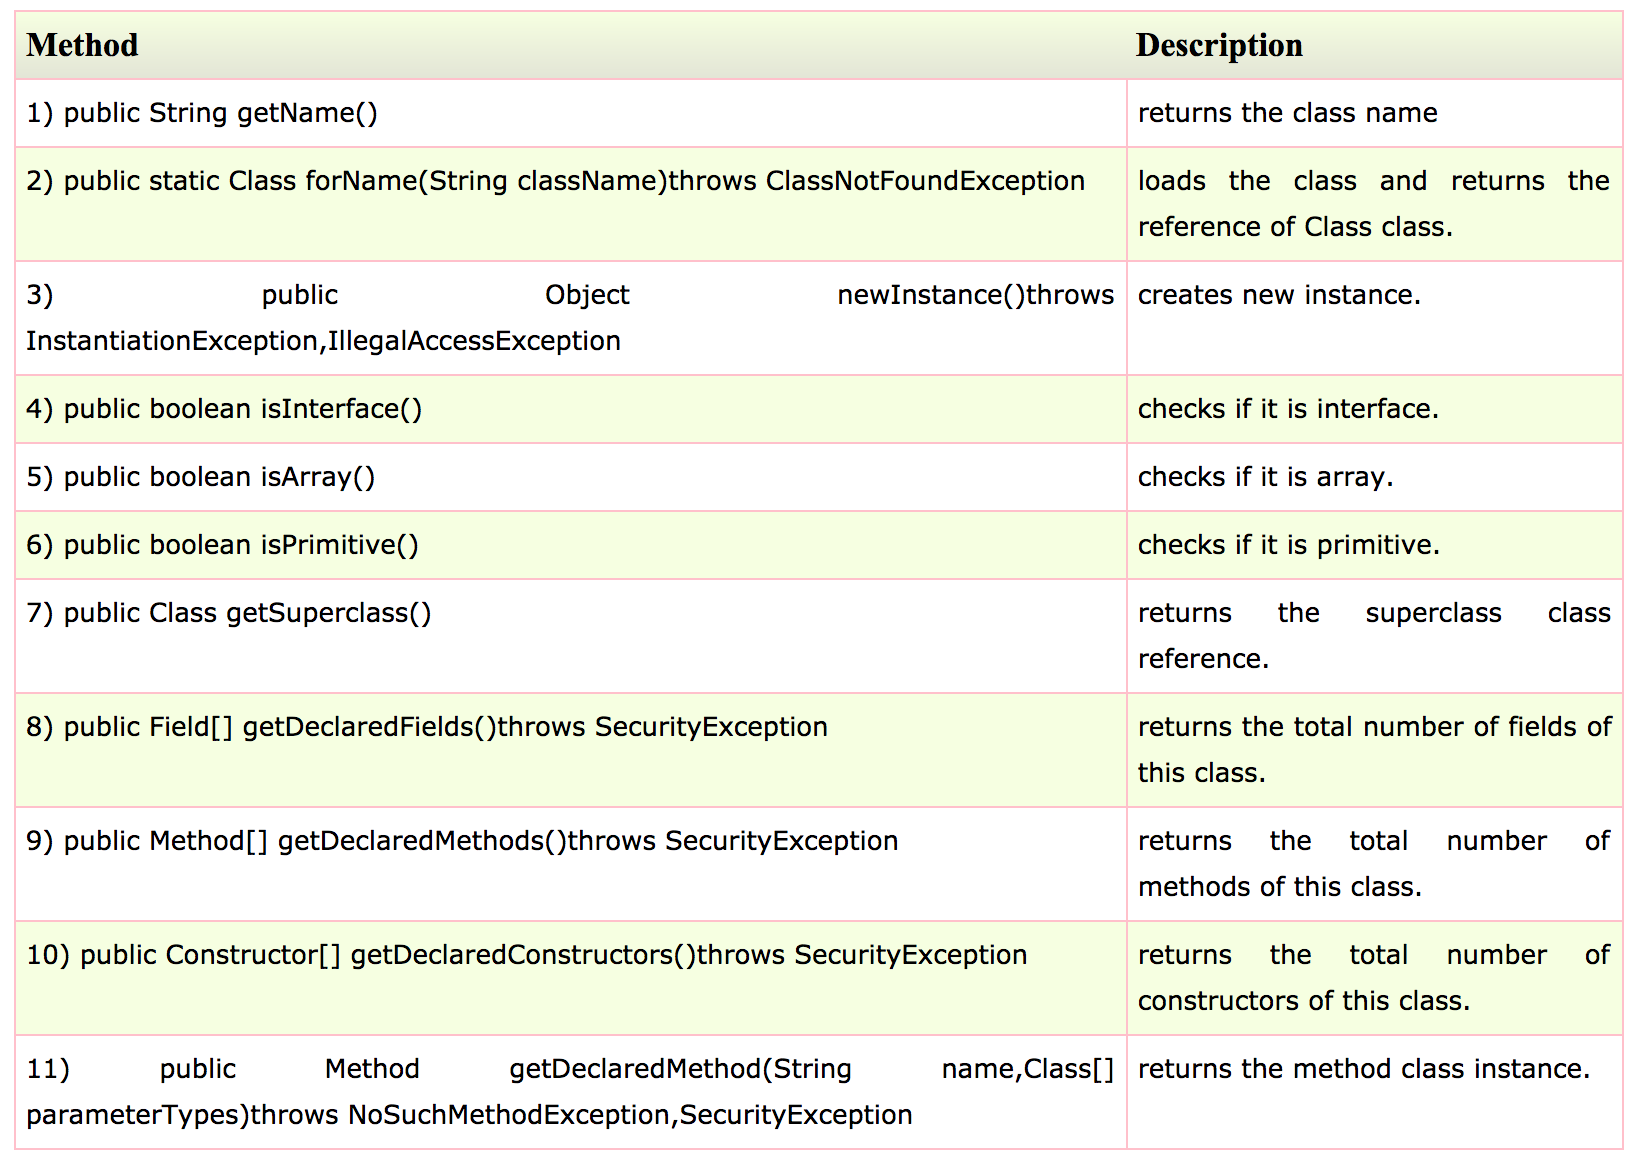 Method Description
1) public String getName() returns the class name
2) public static Class forName(String className)throws ClassNotFoundException loads the class and returns the
reference of Class class.
3) public Object newInstance()throws creates new instance.
InstantiationException,IllegalAccessException
4) public boolean isInterface() checks if it is interface.
5) public boolean isArray() checks if it is array.
6) public boolean isPrimitive() checks if it is primitive.
7) public Class getSuperclass() returns the superclass class
reference.
8) public Field[] getDeclaredFields()throws SecurityException returns the total number of fields of
this class.
9) public Method[] getDeclaredMethods()throws SecurityException returns the total number of
methods of this class.
10) public Constructor[] getDeclaredConstructors()throws SecurityException returns the total number of
constructors of this class.
11) public Method getDeclaredMethod(String name,Class[] returns the method class instance.
parameterTypes)throws NoSuchMethodException,SecurityException